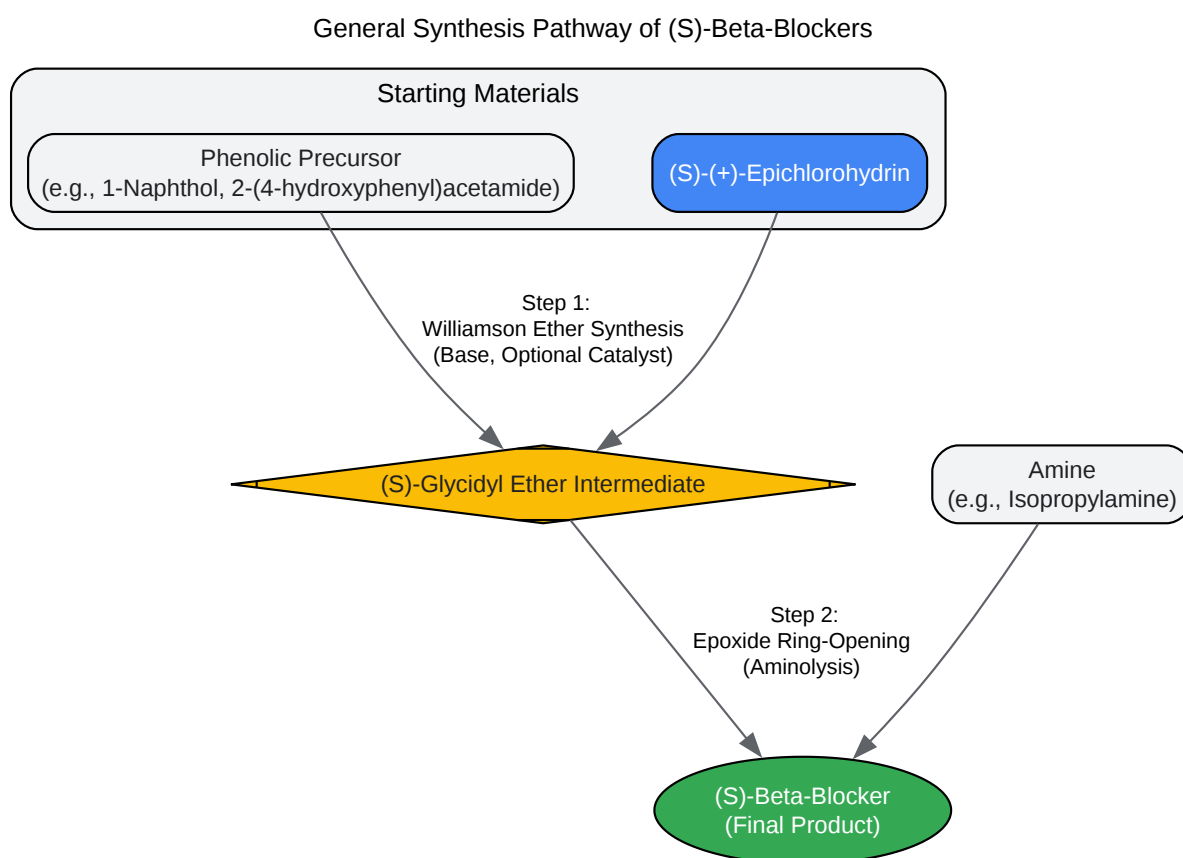 General Synthesis Pathway of (S)-Beta-Blockers
Starting Materials
Phenolic Precursor
(e.g., 1-Naphthol, 2-(4-hydroxyphenyl)acetamide)
(S)-(+)-Epichlorohydrin
Step 1:
Williamson Ether Synthesis
(Base, Optional Catalyst)
(S)-Glycidyl Ether Intermediate
Amine
(e.g., Isopropylamine)
Step 2:
Epoxide Ring-Opening
(Aminolysis)
(S)-Beta-Blocker
(Final Product)